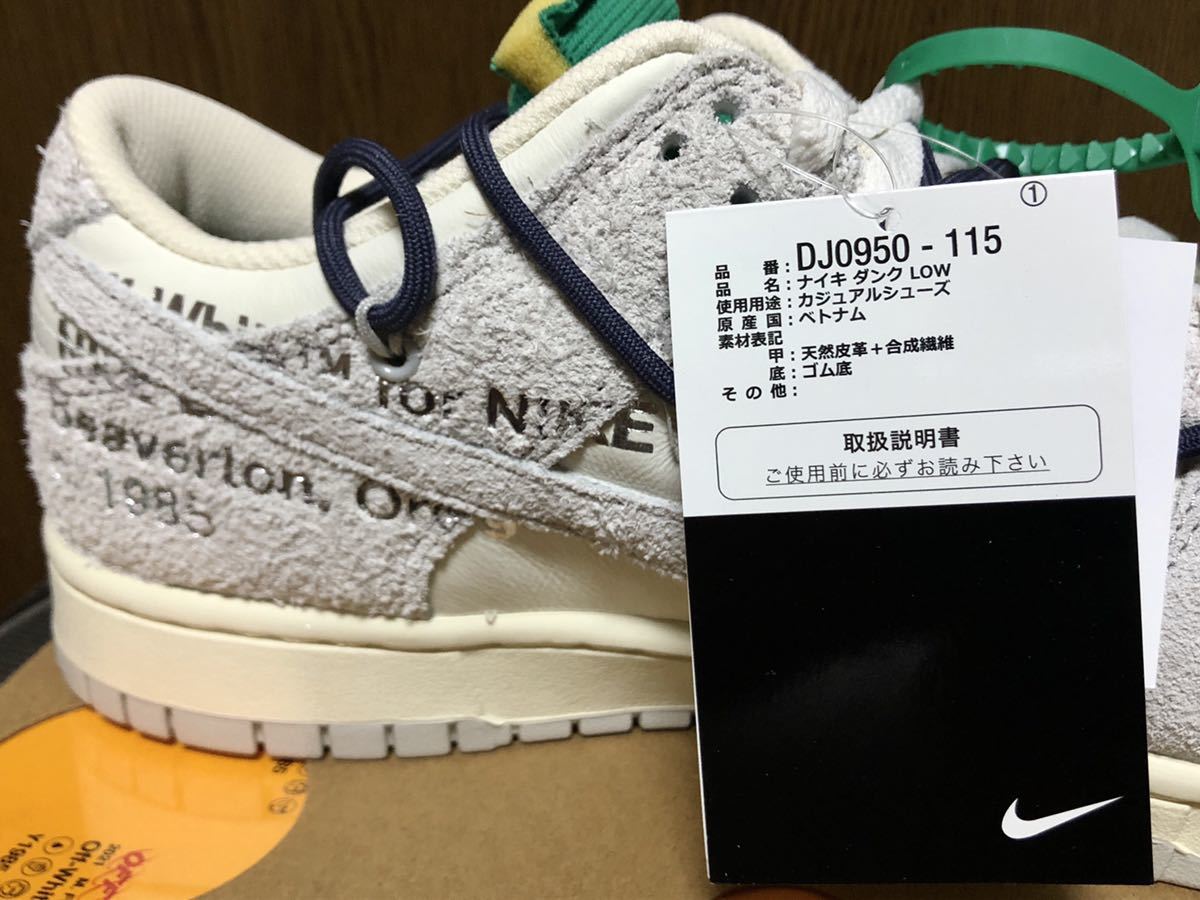 ①
品番：DJ0950 - 115
品名：ナイキ ダンク LOW
使用用途：カジュアルシューズ
原産国：ベトナム
素材表記
甲：天然皮革＋合成繊維
底：ゴム底
その他：
取扱説明書
ご使用前に必ずお読み下さい
NIKE
Beaverton,
1985
2021
Off-Whit